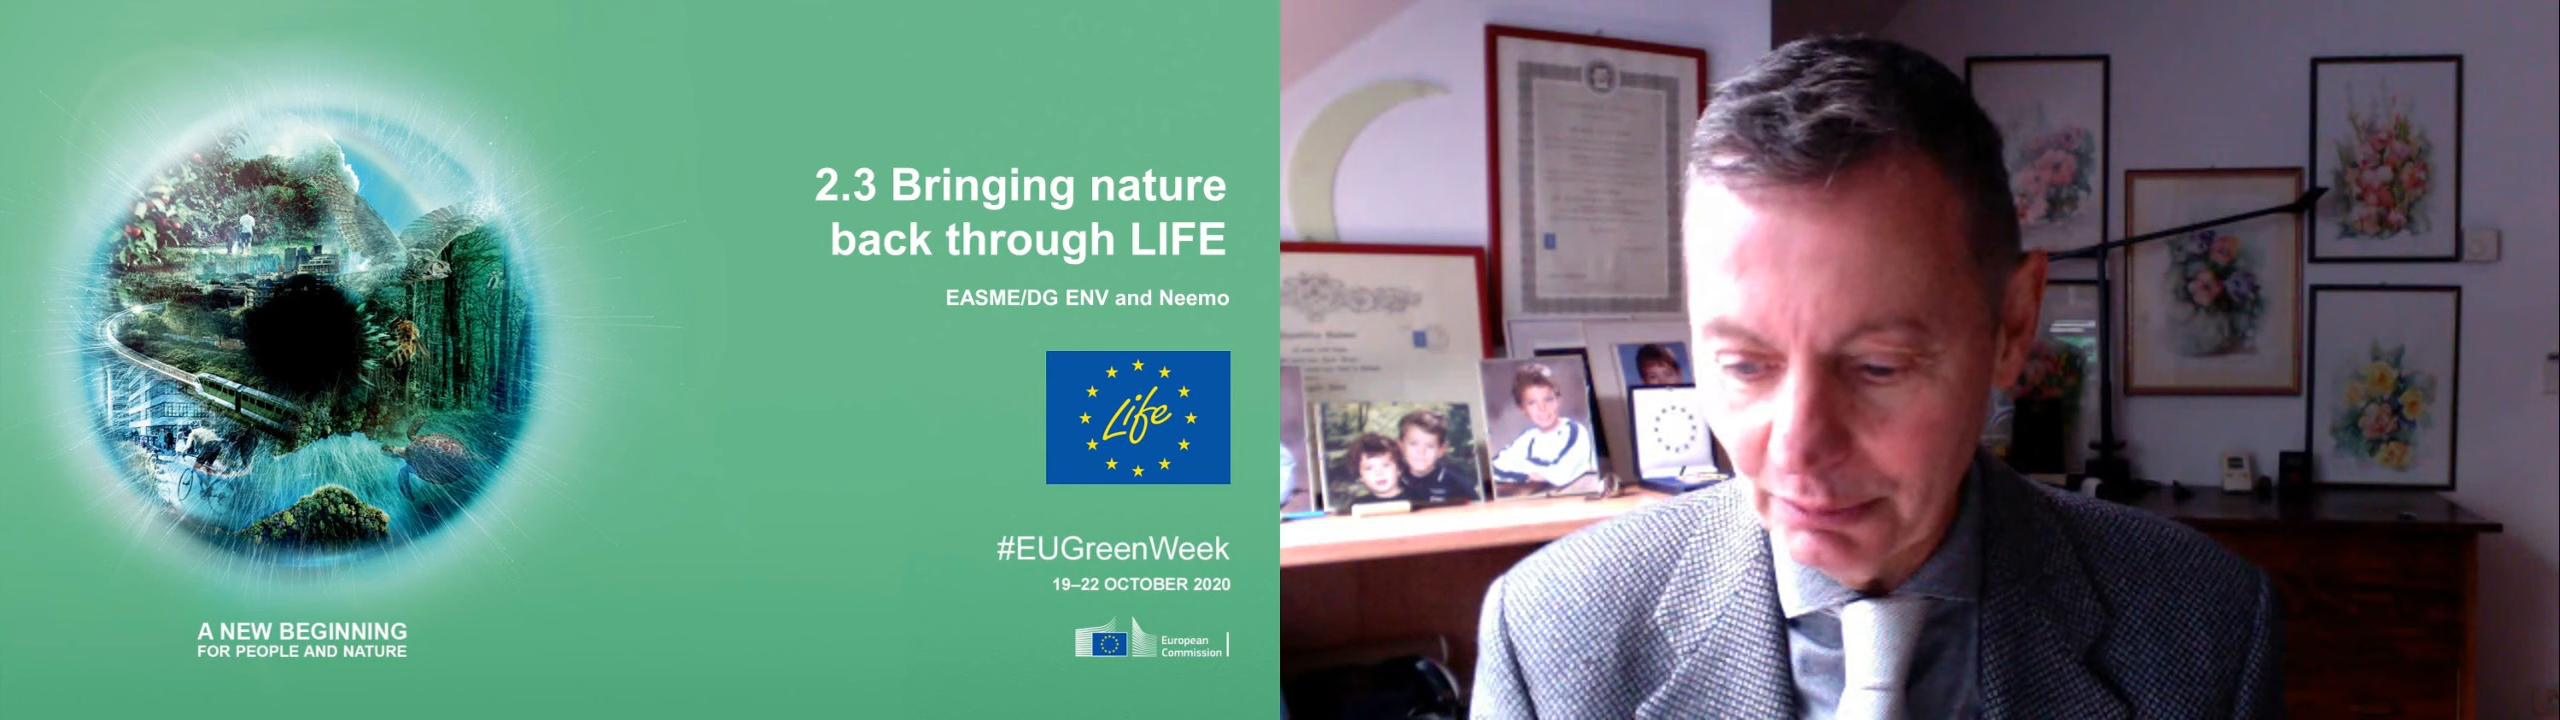 2.3 Bringing nature
back through LIFE
EASME/DG ENV and Neemo
Life
#EUGreenWeek
19–22 OCTOBER 2020
European
Commission
A NEW BEGINNING
FOR PEOPLE AND NATURE